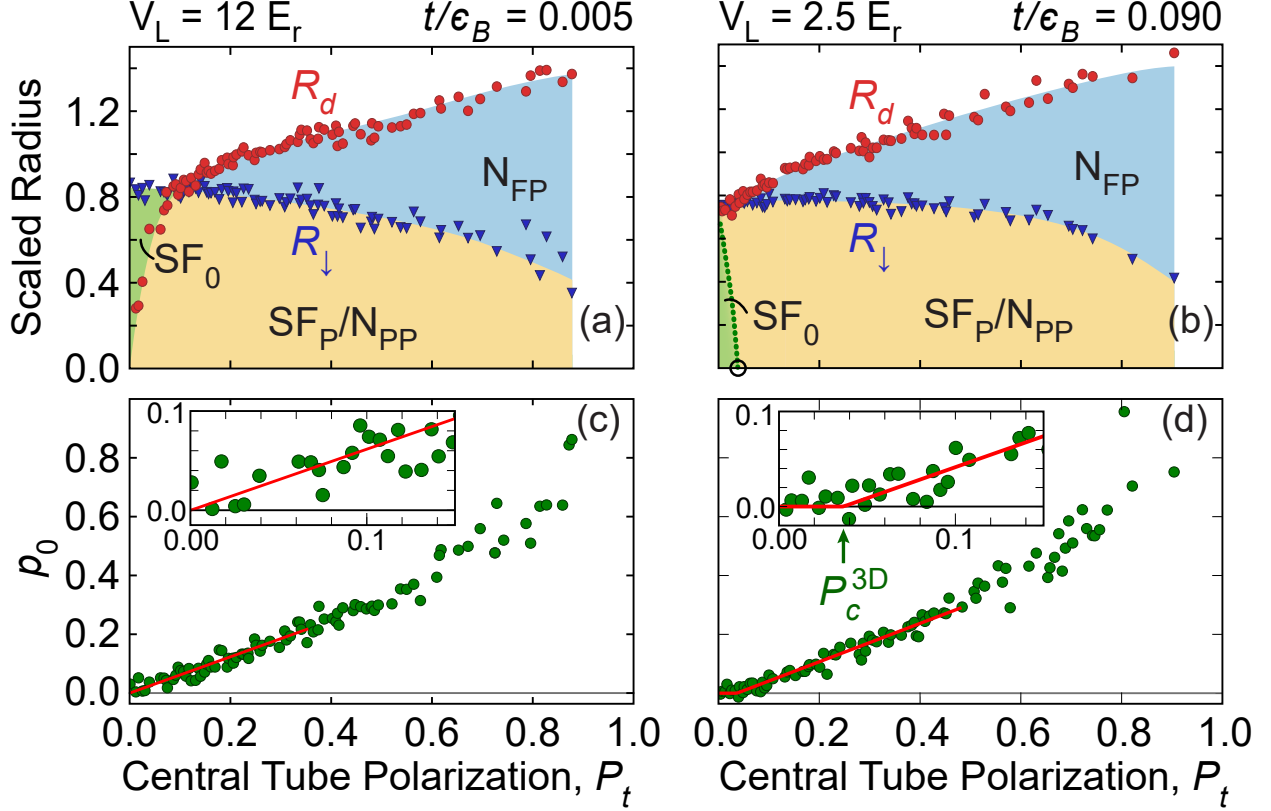 V_L = 12 E_r t/ϵ_B = 0.005 V_L = 2.5 E_r t/ϵ_B = 0.090
Scaled Radius
1.2
0.8
0.4
0.0
R_d
N_FP
R_↓
SF_0
SF_P/N_PP
(a)
R_d
N_FP
R_↓
SF_0
SF_P/N_PP
(b)
p_0
0.8
0.6
0.4
0.2
0.0
0.1
0.0
0.00 0.1
(c)
0.1
0.0
0.00 0.1
(d)
P_c^3D
0.0 0.2 0.4 0.6 0.8 1.0
0.0 0.2 0.4 0.6 0.8 1.0
Central Tube Polarization, P_t
Central Tube Polarization, P_t